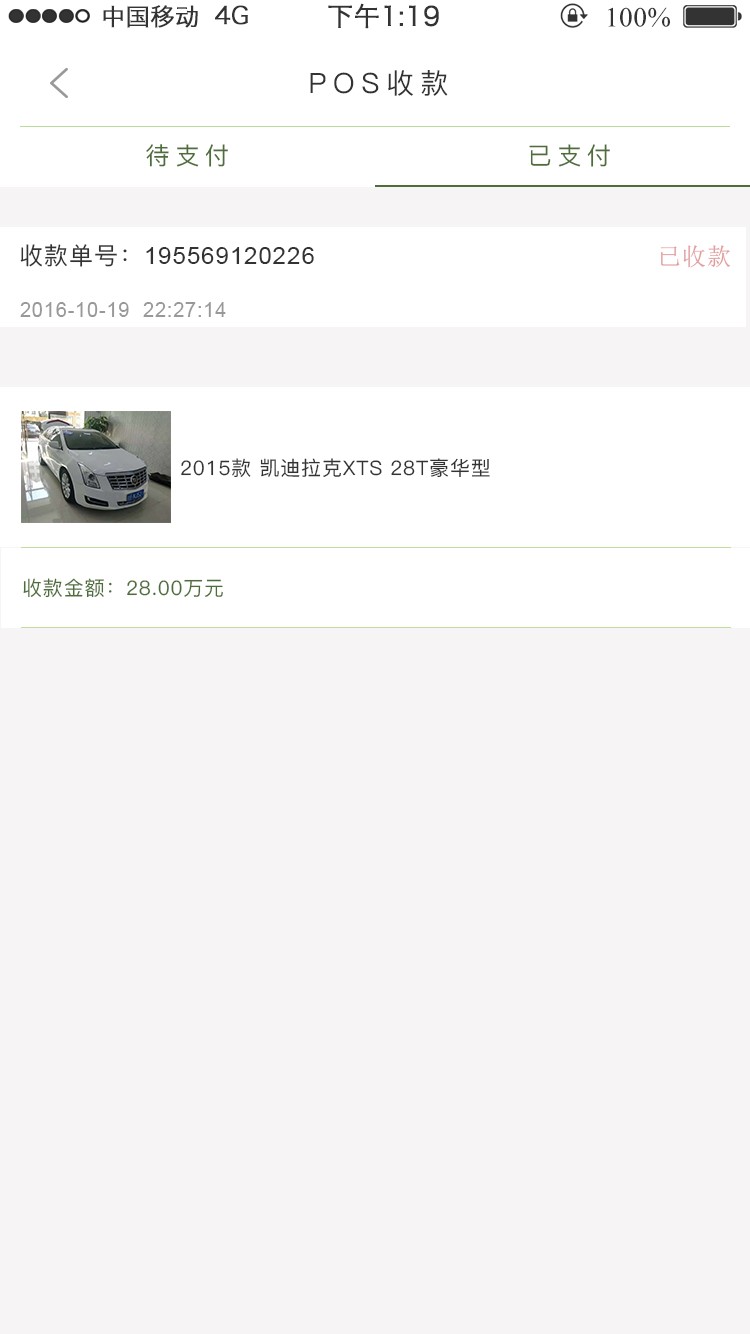 中国移动 4G 下午1:19 100%
POS收款
待支付 已支付
收款单号：195569120226 已收款
2016-10-19 22:27:14
2015款 凯迪拉克XTS 28T豪华型
收款金额：28.00万元